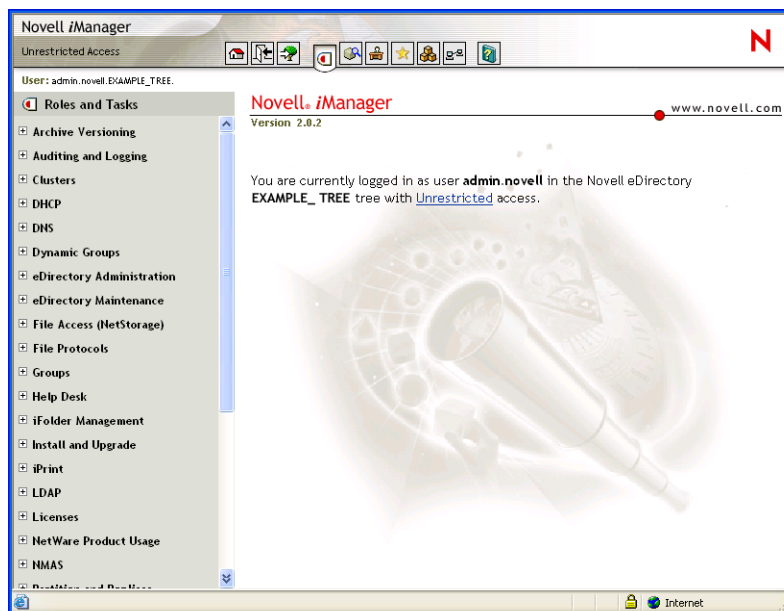 Novell iManager
Unrestricted Access
N
User: admin.novell.EXAMPLE_TREE.
Roles and Tasks
Archive Versioning
Auditing and Logging
Clusters
DHCP
DNS
Dynamic Groups
eDirectory Administration
eDirectory Maintenance
File Access (NetStorage)
File Protocols
Groups
Help Desk
iFolder Management
Install and Upgrade
iPrint
LDAP
Licenses
NetWare Product Usage
NMAS
Partition and Replicas
Novell® iManager
www.novell.com
Version 2.0.2
You are currently logged in as user admin.novell in the Novell eDirectory
EXAMPLE_ TREE tree with Unrestricted access.
Internet